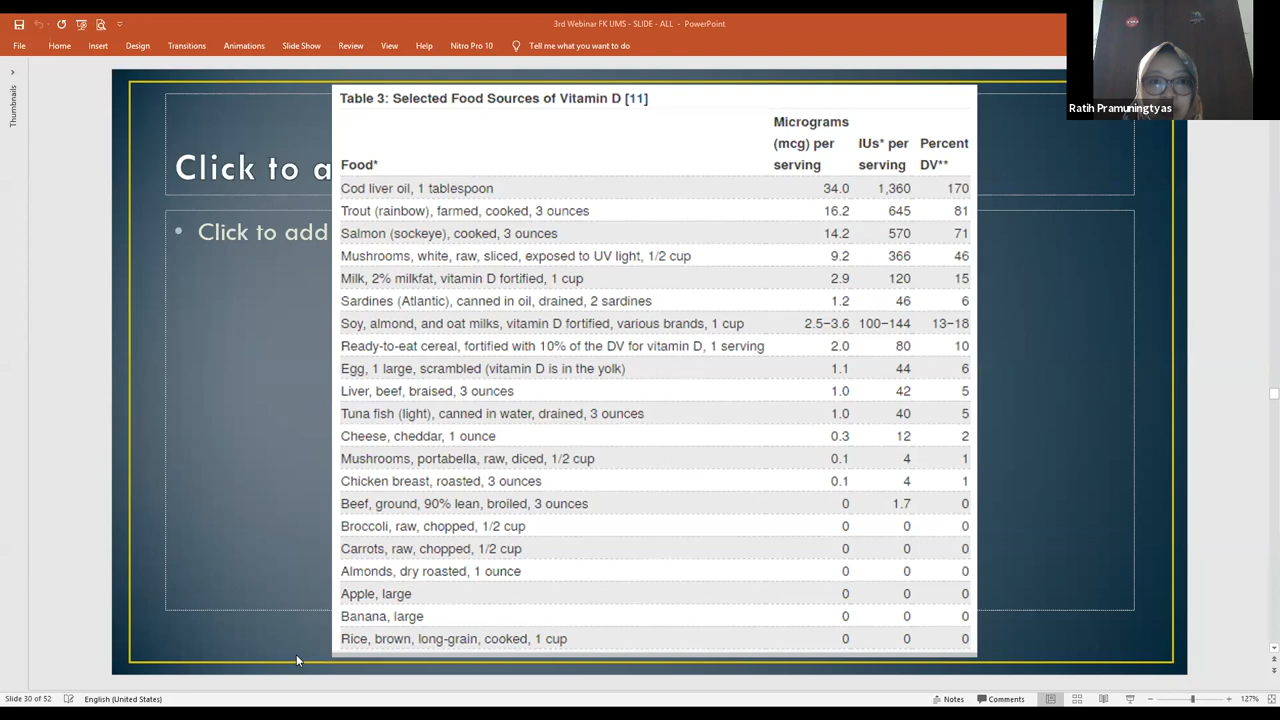 3rd Webinar FK UMS - SLIDE - ALL - PowerPoint
File Home Insert Design Transitions Animations Slide Show Review View Help Nitro Pro 10 Tell me what you want to do
Ratih Pramuningtyas
Thumbnails
Click to a
Click to add
Table 3: Selected Food Sources of Vitamin D [11]
Food* Micrograms (mcg) per serving IUs* per serving Percent DV**
Cod liver oil, 1 tablespoon 34.0 1,360 170
Trout (rainbow), farmed, cooked, 3 ounces 16.2 645 81
Salmon (sockeye), cooked, 3 ounces 14.2 570 71
Mushrooms, white, raw, sliced, exposed to UV light, 1/2 cup 9.2 366 46
Milk, 2% milkfat, vitamin D fortified, 1 cup 2.9 120 15
Sardines (Atlantic), canned in oil, drained, 2 sardines 1.2 46 6
Soy, almond, and oat milks, vitamin D fortified, various brands, 1 cup 2.5−3.6 100−144 13−18
Ready-to-eat cereal, fortified with 10% of the DV for vitamin D, 1 serving 2.0 80 10
Egg, 1 large, scrambled (vitamin D is in the yolk) 1.1 44 6
Liver, beef, braised, 3 ounces 1.0 42 5
Tuna fish (light), canned in water, drained, 3 ounces 1.0 40 5
Cheese, cheddar, 1 ounce 0.3 12 2
Mushrooms, portabella, raw, diced, 1/2 cup 0.1 4 1
Chicken breast, roasted, 3 ounces 0.1 4 1
Beef, ground, 90% lean, broiled, 3 ounces 0 1.7 0
Broccoli, raw, chopped, 1/2 cup 0 0 0
Carrots, raw, chopped, 1/2 cup 0 0 0
Almonds, dry roasted, 1 ounce 0 0 0
Apple, large 0 0 0
Banana, large 0 0 0
Rice, brown, long-grain, cooked, 1 cup 0 0 0
Slide 30 of 52 English (United States) Notes Comments 127%